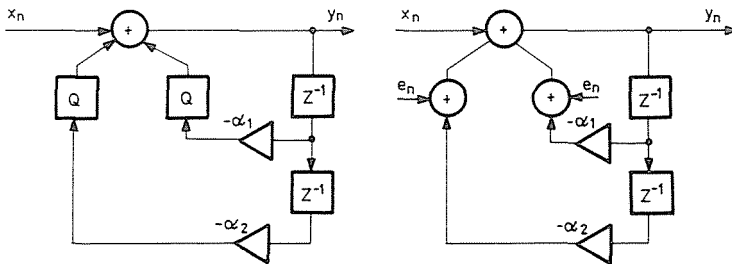 xₙ yₙ xₙ yₙ
+ +
Q Q Z⁻¹ eₙ + + eₙ Z⁻¹
-α₁ -α₁
Z⁻¹ Z⁻¹
-α₂ -α₂